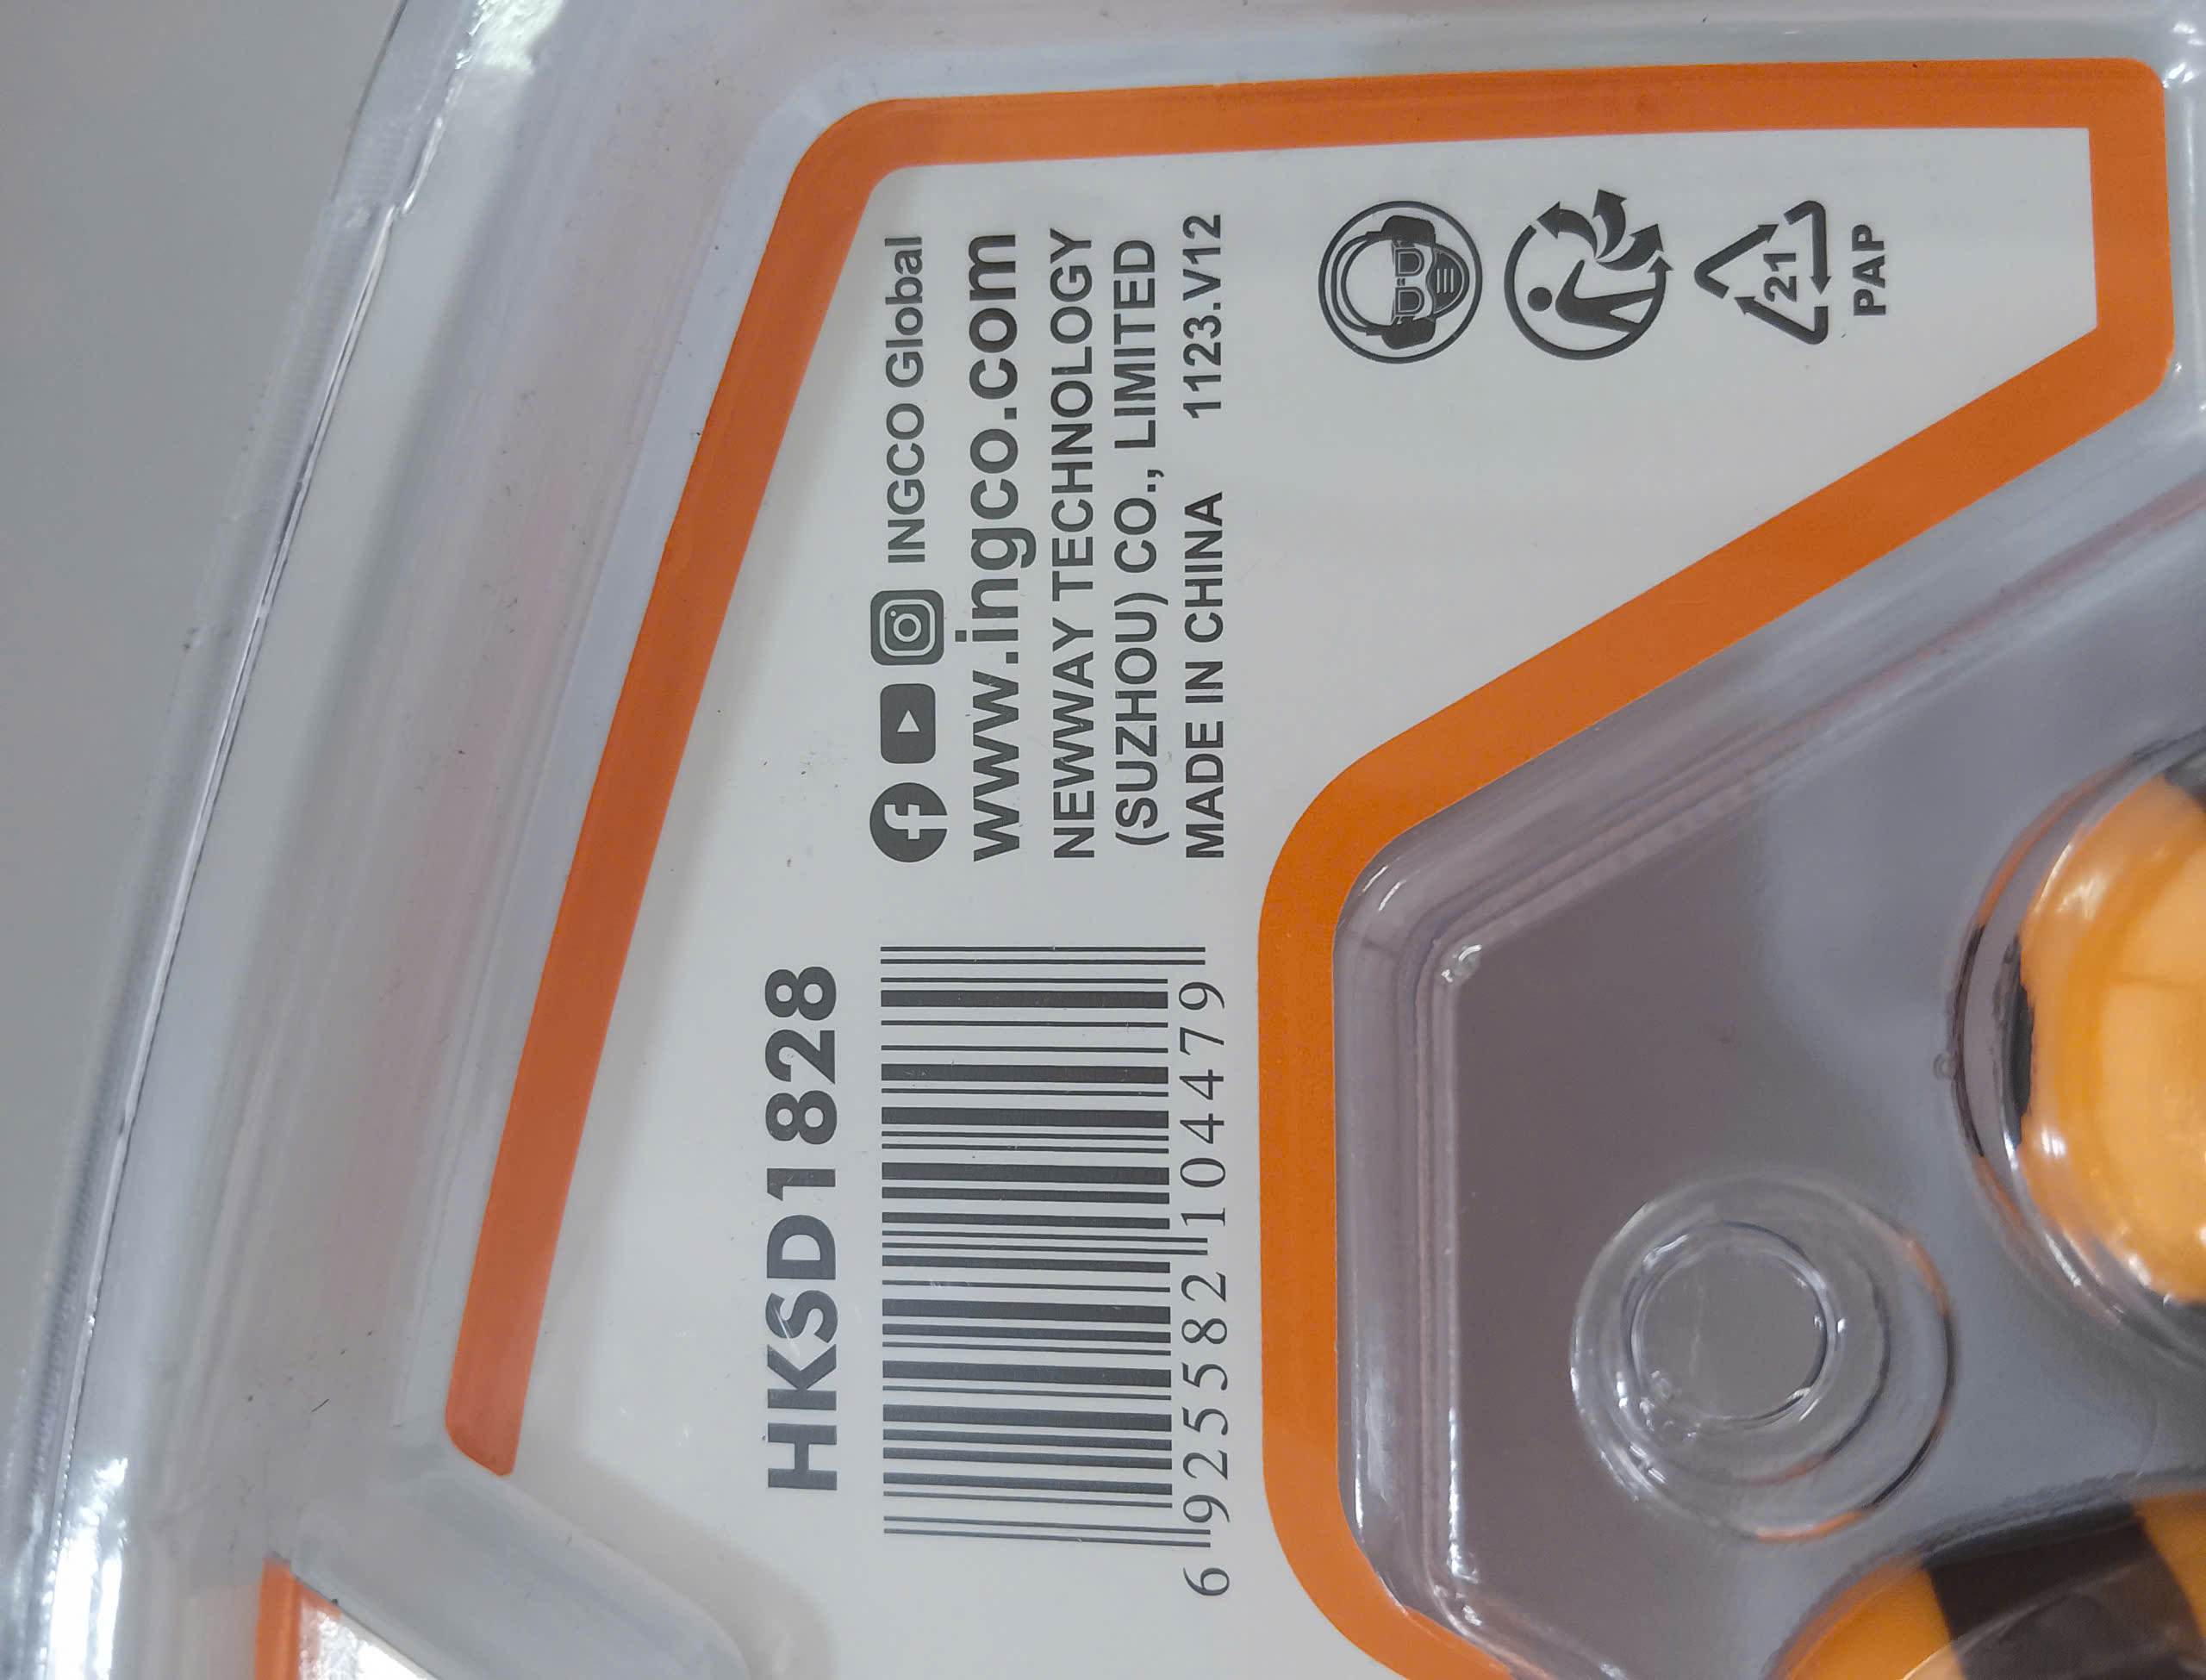 HKSD1828
6 925582 104479
INGCO Global
www.ingco.com
NEWWAY TECHNOLOGY
(SUZHOU) CO., LIMITED
MADE IN CHINA 1123.V12
21
PAP